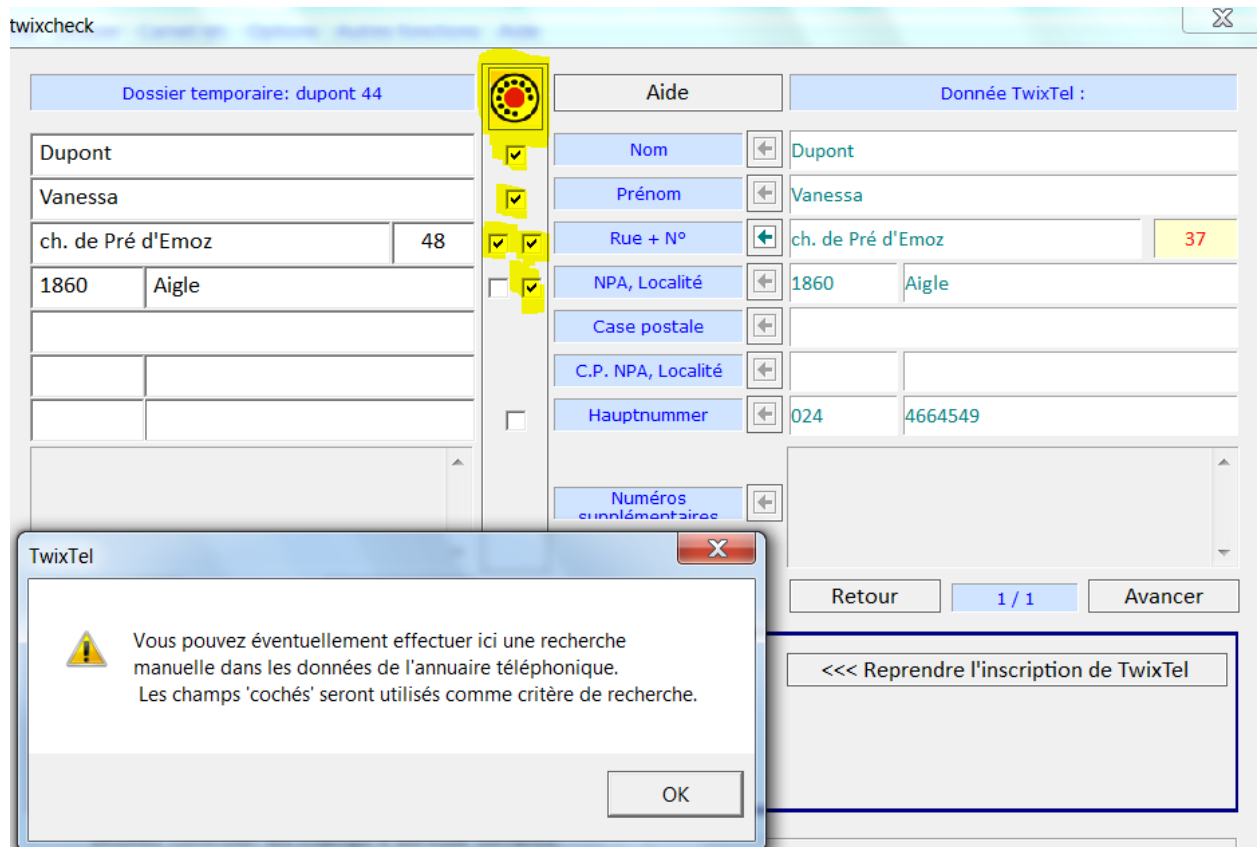 twixcheck
Dossier temporaire: dupont 44
Aide
Donnée TwixTel :
Dupont
Nom
Dupont
Vanessa
Prénom
Vanessa
ch. de Pré d'Emoz 48
Rue + N°
ch. de Pré d'Emoz 37
1860 Aigle
NPA, Localité
1860 Aigle
Case postale
C.P. NPA, Localité
Hauptnummer
024 4664549
Numéros
supplémentaires
TwixTel
Retour
1 / 1
Avancer
Vous pouvez éventuellement effectuer ici une recherche
manuelle dans les données de l'annuaire téléphonique.
Les champs 'cochés' seront utilisés comme critère de recherche.
<<< Reprendre l'inscription de TwixTel
OK